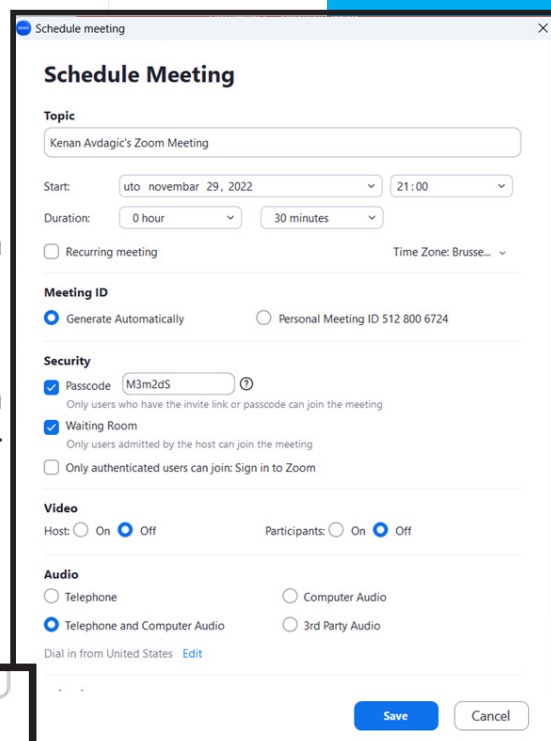 Schedule meeting
Schedule Meeting
Topic
Kenan Avdagic's Zoom Meeting
Start: uto novembar 29, 2022 21:00
Duration: 0 hour 30 minutes
Recurring meeting Time Zone: Brusse...
Meeting ID
Generate Automatically Personal Meeting ID 512 800 6724
Security
Passcode M3m2dS
Only users who have the invite link or passcode can join the meeting
Waiting Room
Only users admitted by the host can join the meeting
Only authenticated users can join: Sign in to Zoom
Video
Host: On Off Participants: On Off
Audio
Telephone Computer Audio
Telephone and Computer Audio 3rd Party Audio
Dial in from United States Edit
Save Cancel